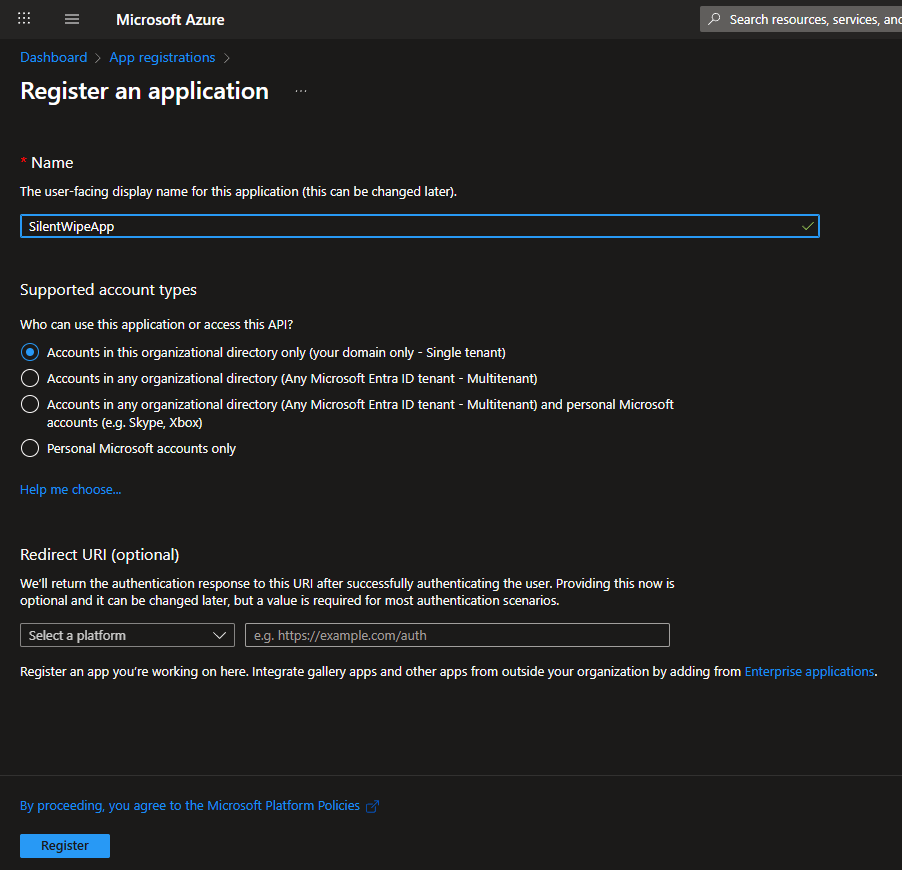 Microsoft Azure
Search resources, services, and
Dashboard > App registrations >
Register an application ...
* Name
The user-facing display name for this application (this can be changed later).
SilentWipeApp
Supported account types
Who can use this application or access this API?
Accounts in this organizational directory only (your domain only - Single tenant)
Accounts in any organizational directory (Any Microsoft Entra ID tenant - Multitenant)
Accounts in any organizational directory (Any Microsoft Entra ID tenant - Multitenant) and personal Microsoft
accounts (e.g. Skype, Xbox)
Personal Microsoft accounts only
Help me choose...
Redirect URI (optional)
We'll return the authentication response to this URI after successfully authenticating the user. Providing this now is
optional and it can be changed later, but a value is required for most authentication scenarios.
Select a platform
e.g. https://example.com/auth
Register an app you're working on here. Integrate gallery apps and other apps from outside your organization by adding from Enterprise applications.
By proceeding, you agree to the Microsoft Platform Policies
Register